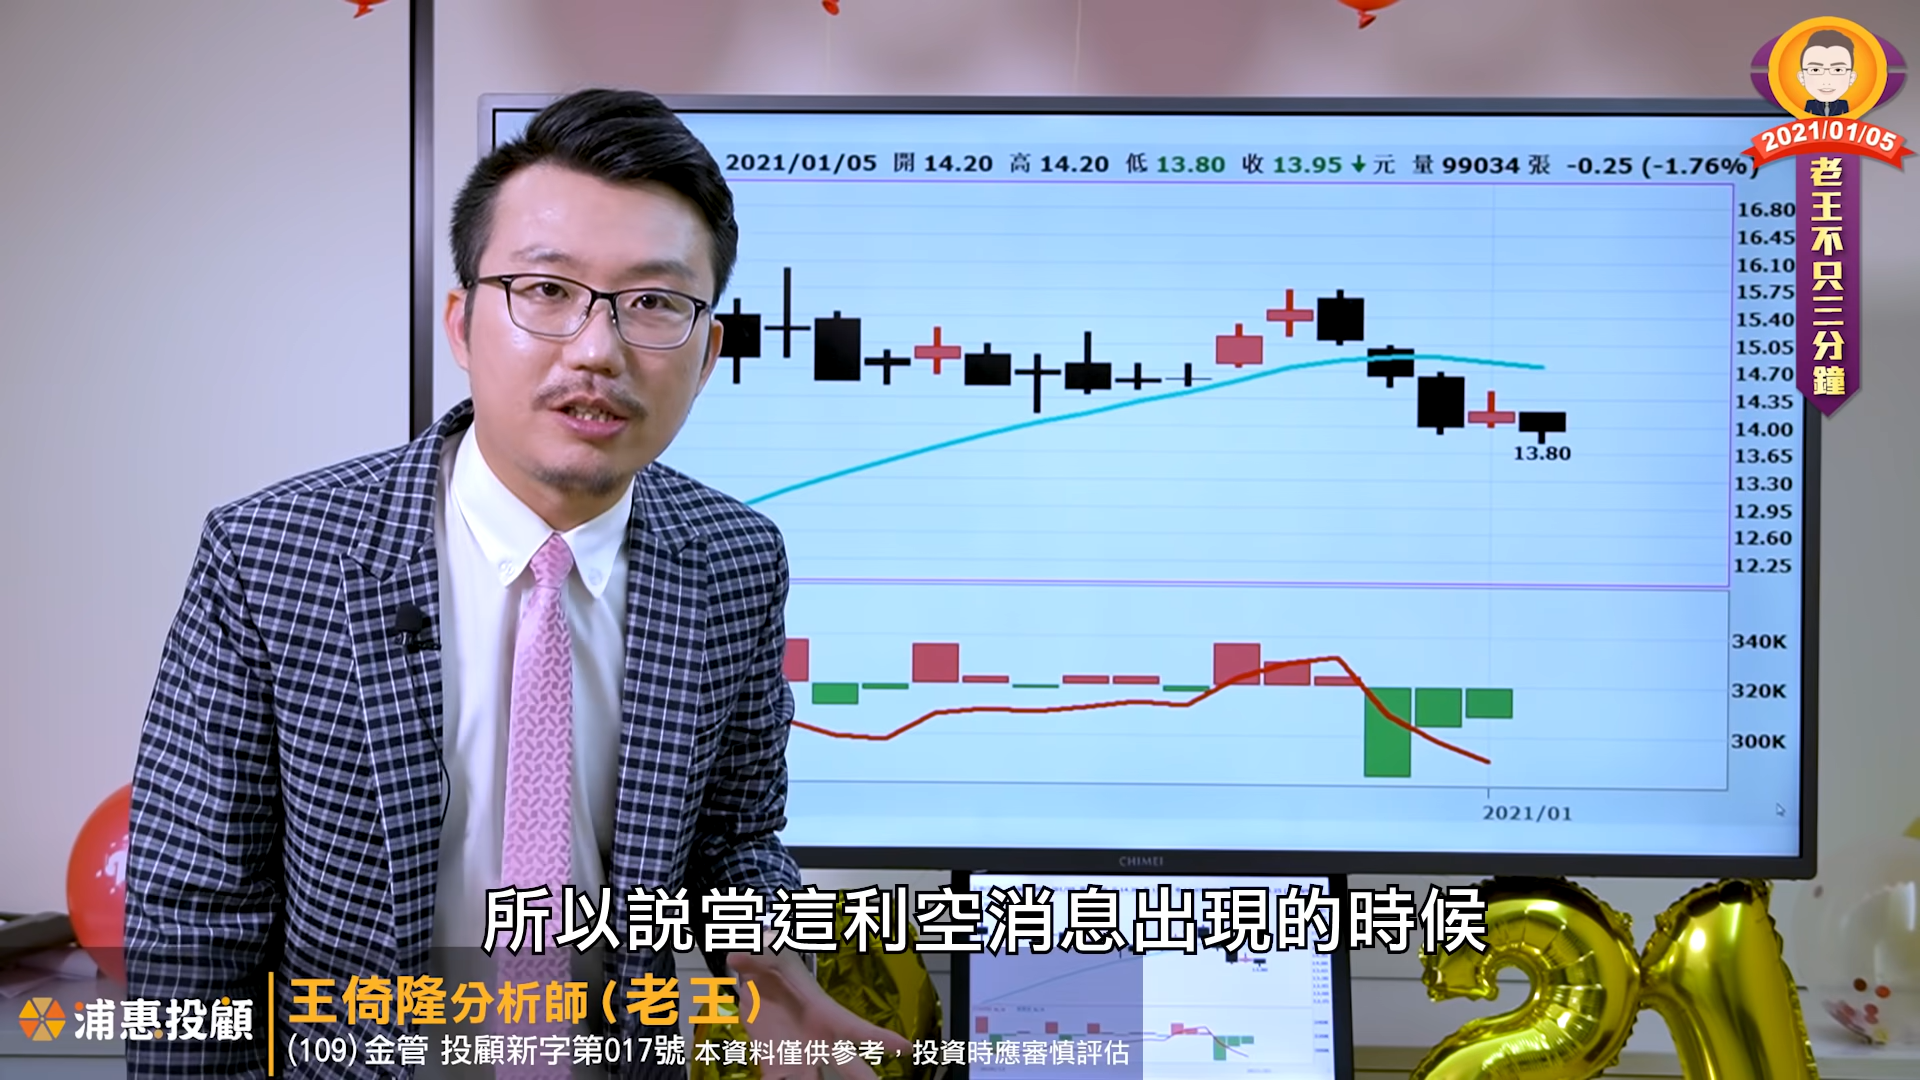 2021/01/05 開 14.20 高 14.20 低 13.80 收 13.95↓元 量 99034 張 -0.25 (-1.76%)
2021/01/05
老王不只三分鐘
16.80
16.45
16.10
15.75
15.40
15.05
14.70
14.35
14.00
13.65
13.30
12.95
12.60
12.25
13.80
340K
320K
300K
2021/01
CHIMEI
所以説當這利空消息出現的時候
浦惠投顧
王倚隆分析師(老王)
(109)金管 投顧新字第017號 本資料僅供參考，投資時應審慎評估
21